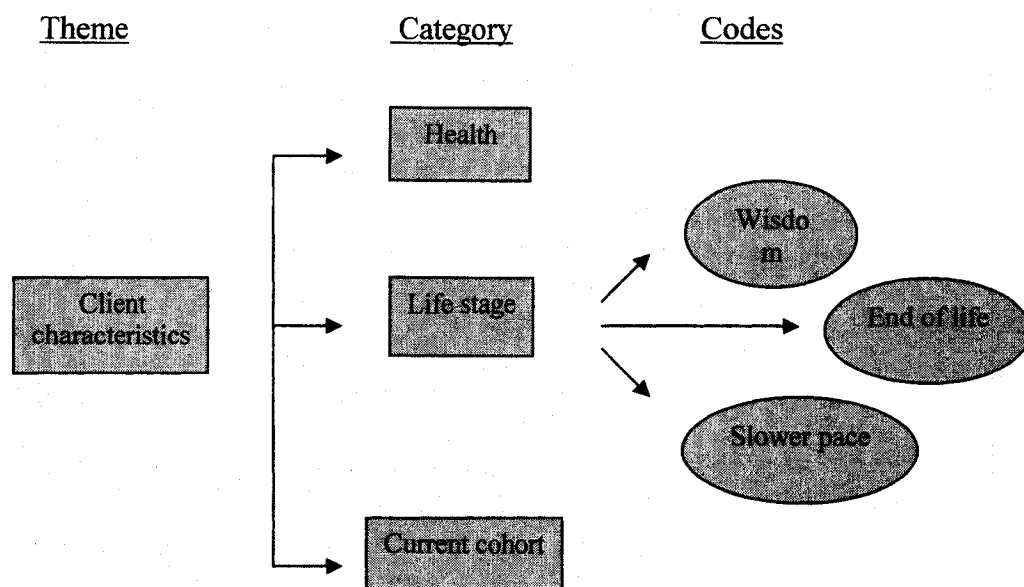 Theme
Category
Codes
Health
Wisdo
m
Client
characteristics
Life stage
End of life
Slower pace
Current cohort